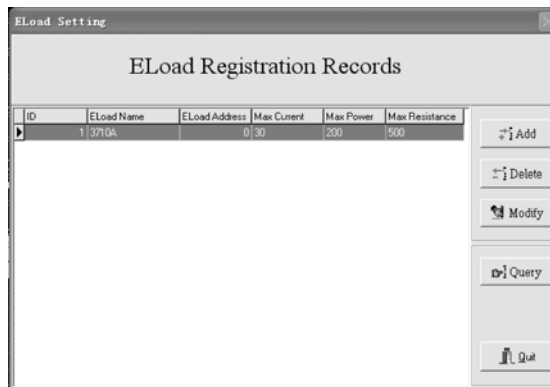 ELoad Setting
ELoad Registration Records
ID ELoad Name ELoad Address Max Current Max Power Max Resistance
1 3710A 0 30 200 500
Add
Delete
Modify
Query
Quit